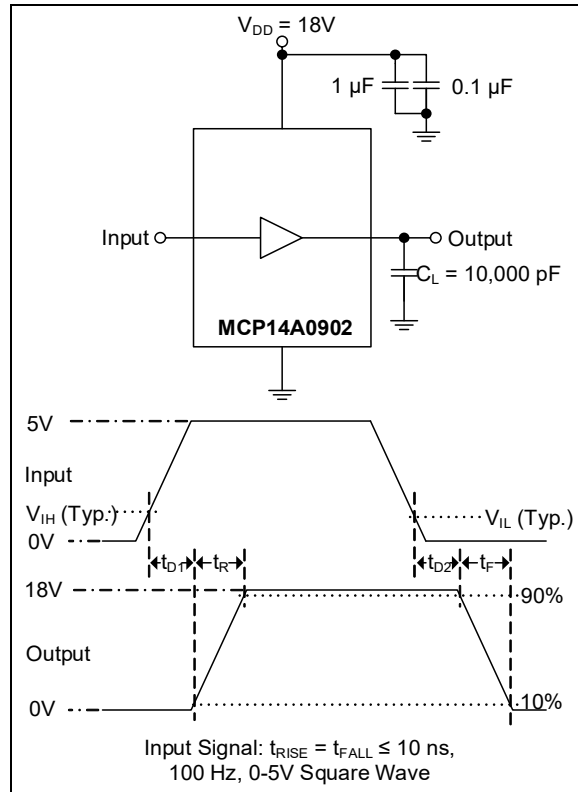 V_DD = 18V
1 µF
0.1 µF
Input
Output
C_L = 10,000 pF
MCP14A0902
5V
Input
V_IH (Typ.)
V_IL (Typ.)
0V
t_D1
t_R
t_D2
t_F
18V
90%
Output
0V
10%
Input Signal: t_RISE = t_FALL ≤ 10 ns,
100 Hz, 0-5V Square Wave